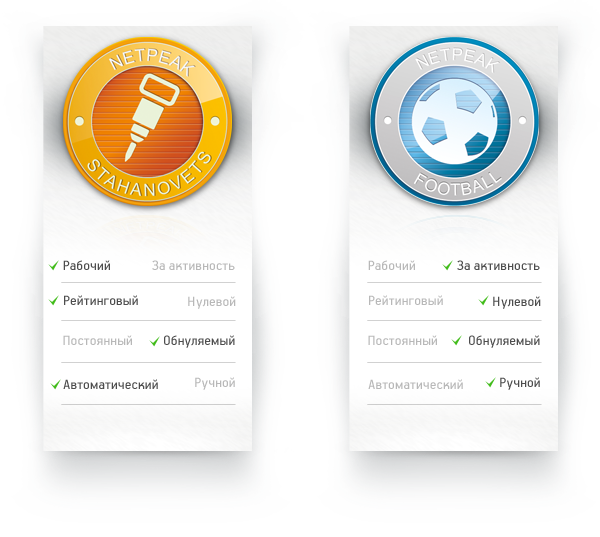 NETPEAK
STAHANOVETS
Рабочий За активность
Рейтинговый Нулевой
Постоянный Обнуляемый
Автоматический Ручной
NETPEAK
FOOTBALL
Рабочий За активность
Рейтинговый Нулевой
Постоянный Обнуляемый
Автоматический Ручной